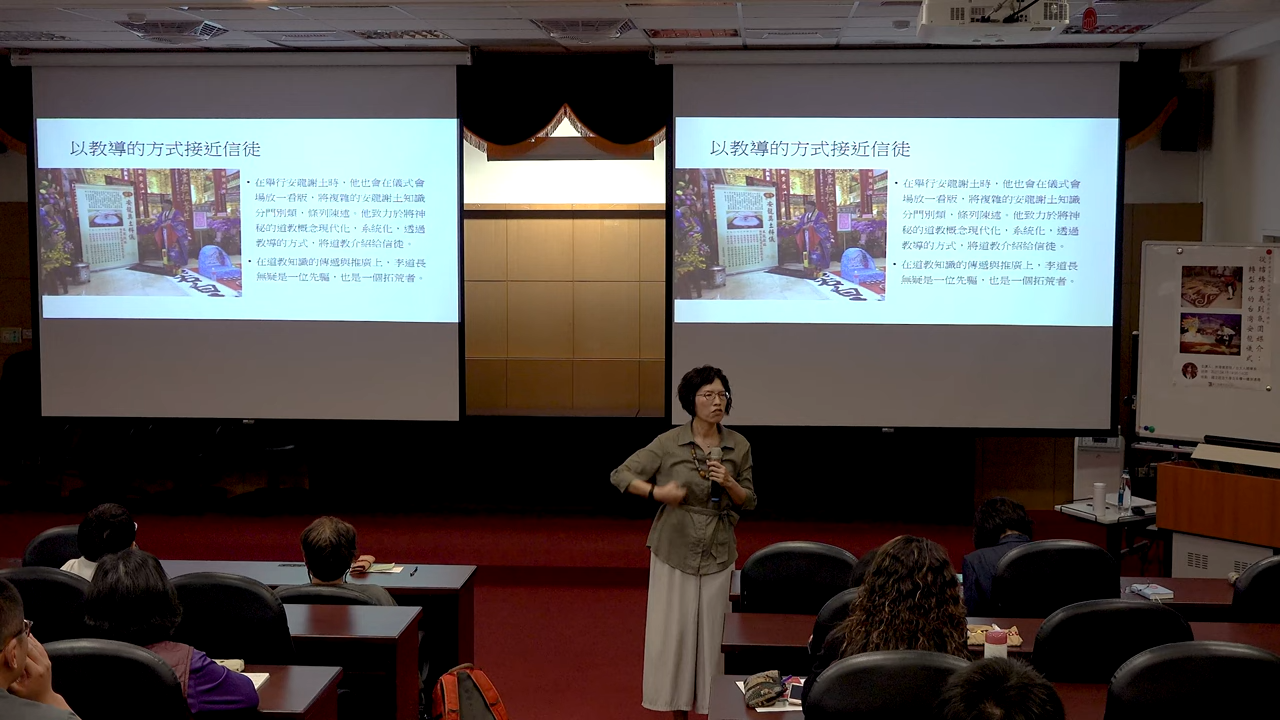 以教導的方式接近信徒
• 在舉行安龍謝土時，他也會在儀式會
場放一看版，將複雜的安龍謝土知識
分門別類，條列陳述。他致力於將神
秘的道教概念現代化，系統化，透過
教導的方式，將道教介紹給信徒。
• 在道教知識的傳遞與推廣上，李道長
無疑是一位先驅，也是一個拓荒者。
以教導的方式接近信徒
• 在舉行安龍謝土時，他也會在儀式會
場放一看版，將複雜的安龍謝土知識
分門別類，條列陳述。他致力於將神
秘的道教概念現代化，系統化，透過
教導的方式，將道教介紹給信徒。
• 在道教知識的傳遞與推廣上，李道長
無疑是一位先驅，也是一個拓荒者。